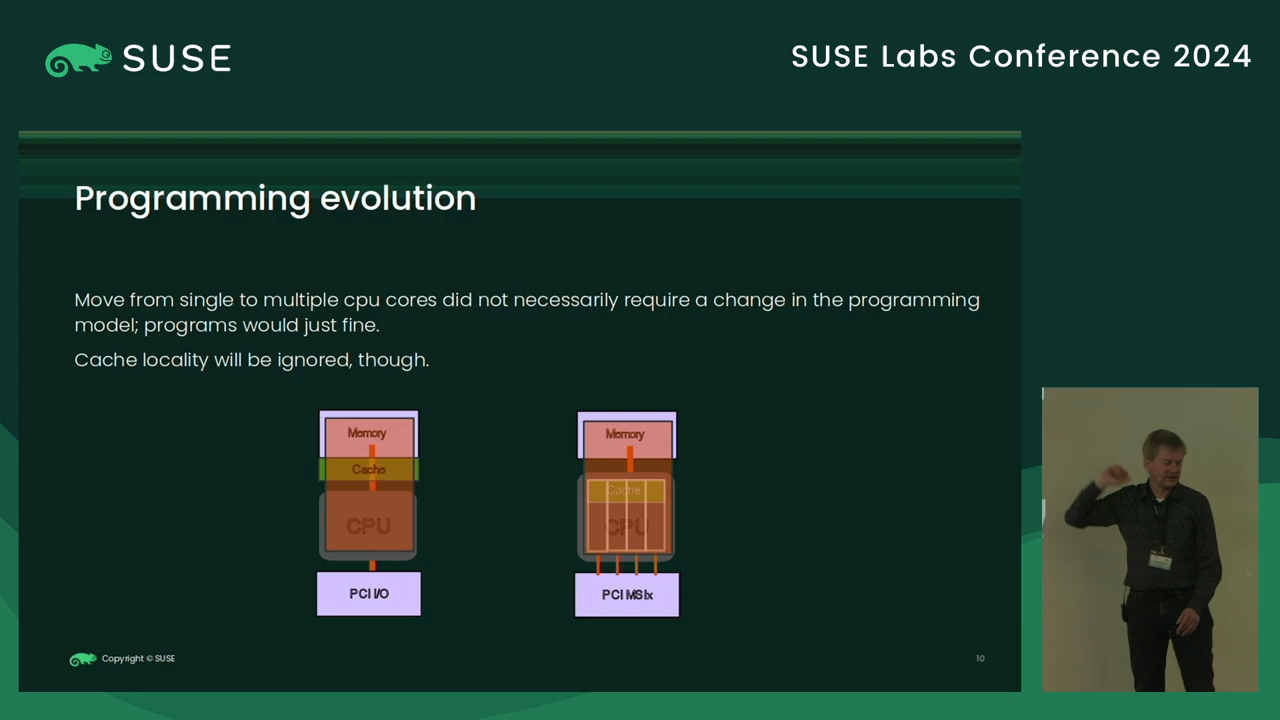 SUSE
SUSE Labs Conference 2024
Programming evolution
Move from single to multiple cpu cores did not necessarily require a change in the programming
model; programs would just fine.
Cache locality will be ignored, though.
Memory
Cache
CPU
PCI I/O
Memory
Cache
CPU
PCI MSIx
Copyright © SUSE
10